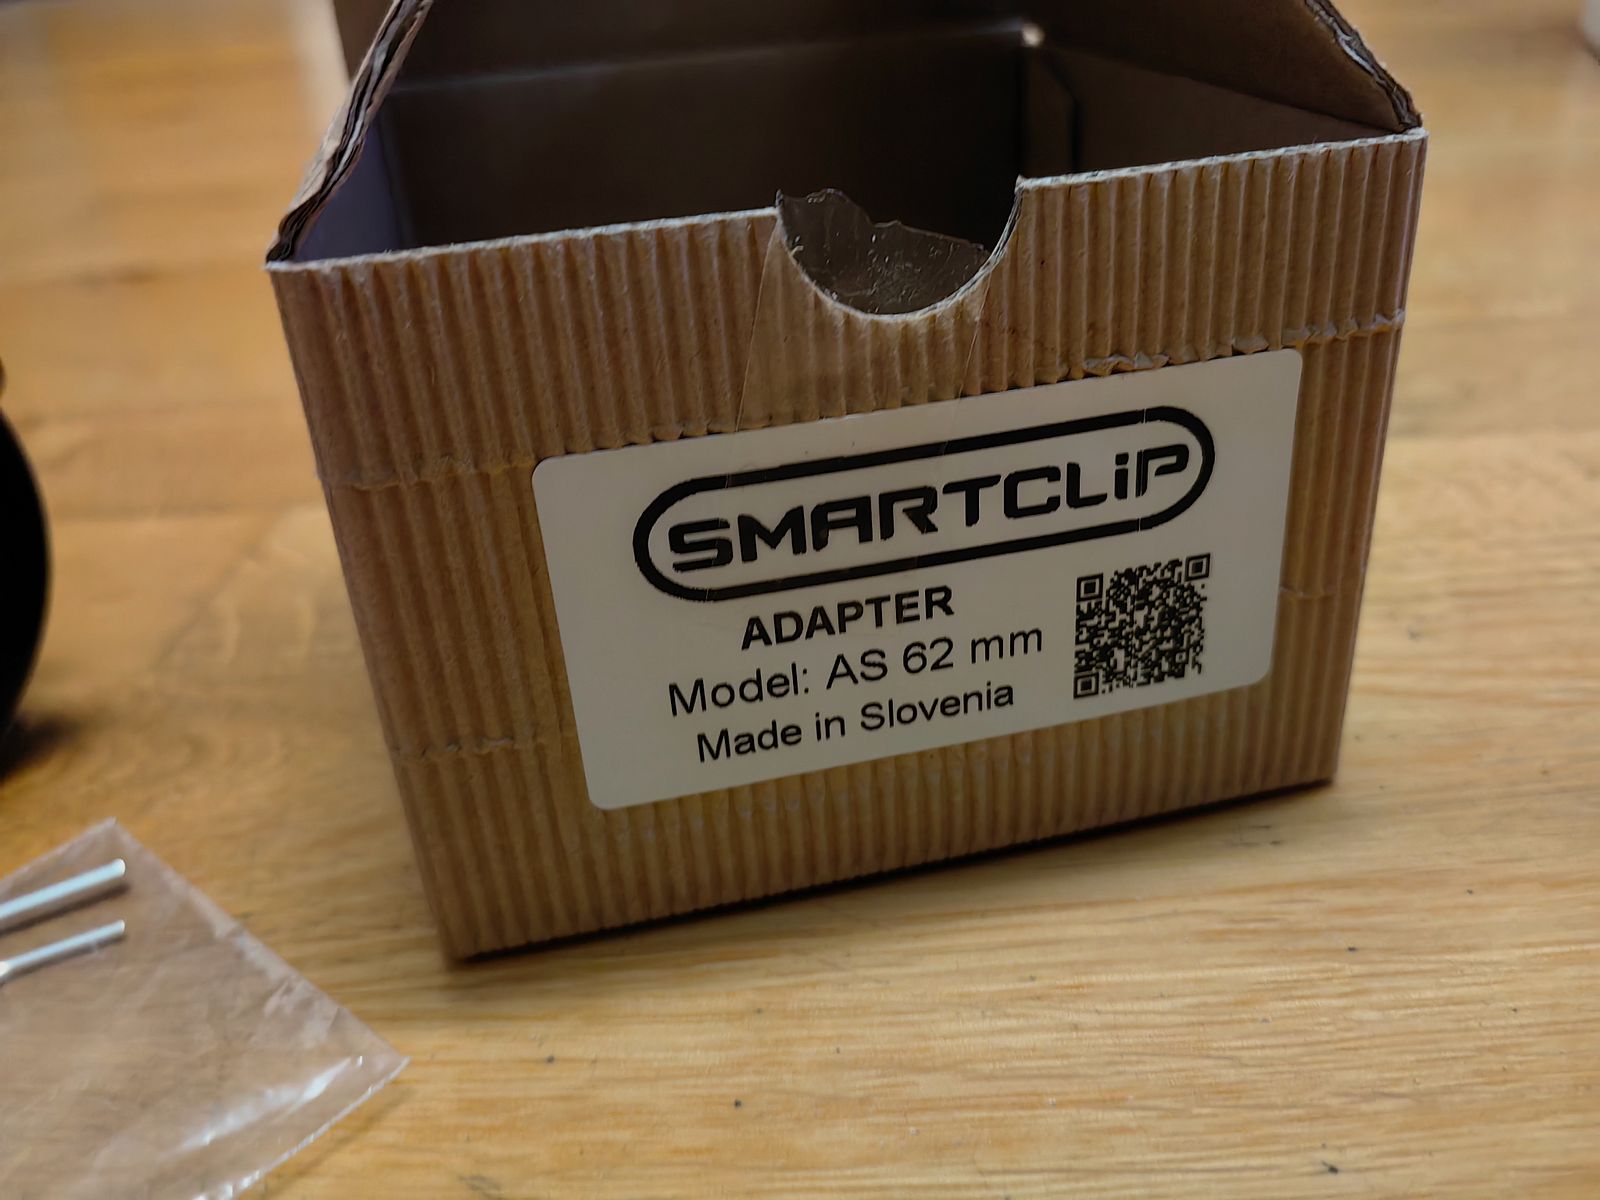 SMARTCLiP
ADAPTER
Model: AS 62 mm
Made in Slovenia